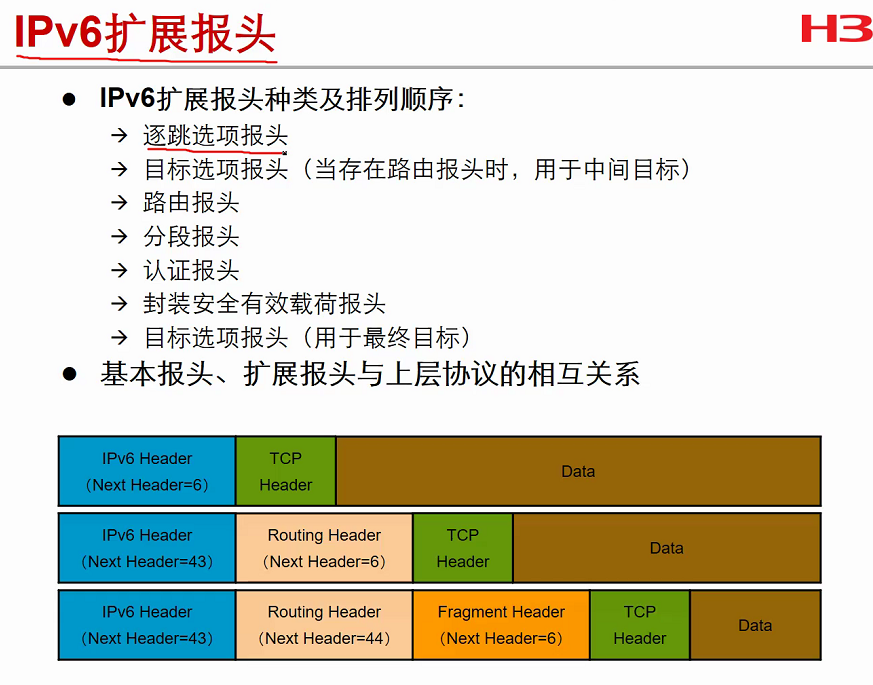 IPv6扩展报头
H3
● IPv6扩展报头种类及排列顺序：
→ 逐跳选项报头
→ 目标选项报头（当存在路由报头时，用于中间目标）
→ 路由报头
→ 分段报头
→ 认证报头
→ 封装安全有效载荷报头
→ 目标选项报头（用于最终目标）
● 基本报头、扩展报头与上层协议的相互关系
IPv6 Header
（Next Header=6）
TCP
Header
Data
IPv6 Header
（Next Header=43）
Routing Header
（Next Header=6）
TCP
Header
Data
IPv6 Header
（Next Header=43）
Routing Header
（Next Header=44）
Fragment Header
（Next Header=6）
TCP
Header
Data